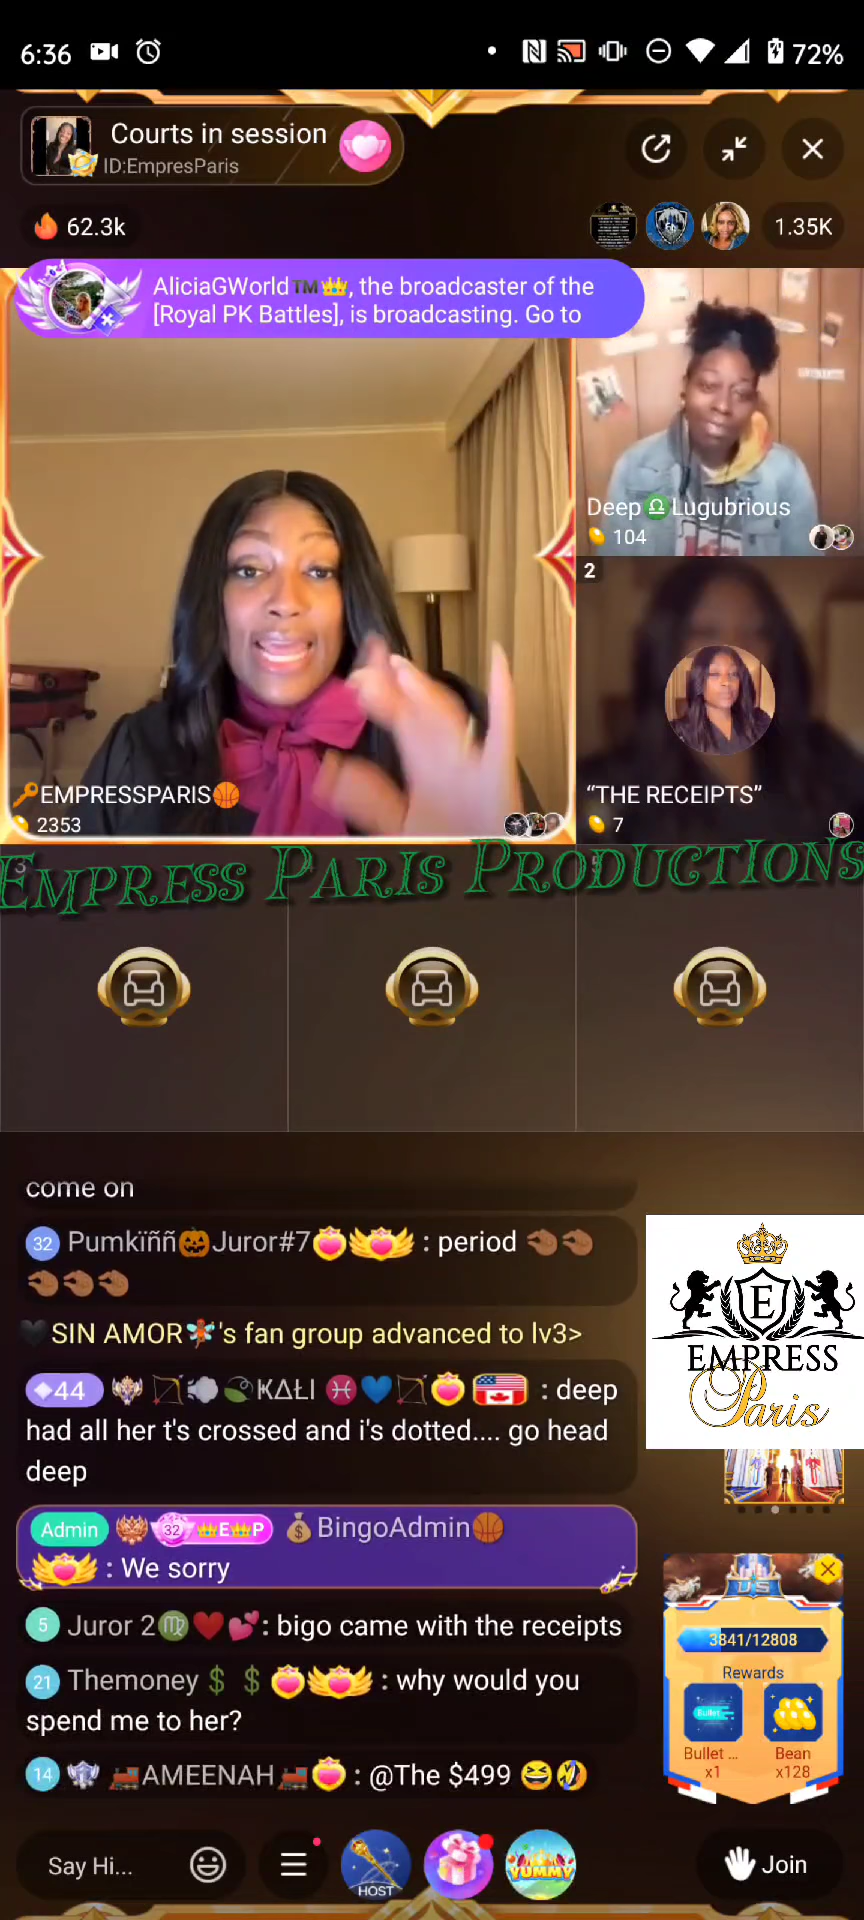 6:36
72%
Courts in session
ID:EmpresParis
62.3k
1.35K
AliciaGWorld™👑, the broadcaster of the
[Royal PK Battles], is broadcasting. Go to
Deep♎Lugubrious
104
2
🔑EMPRESSPARIS🏀
2353
“THE RECEIPTS”
7
EMPRESS PARIS PRODUCTIONS
come on
32 Pumkïññ🎃Juror#7 : period 🤏🏾🤏🏾
🤏🏾🤏🏾🤏🏾
🖤SIN AMOR🧚's fan group advanced to lv3>
44 🏹💨🍃ҜΔŁI ♓💙🏹 : deep
had all her t's crossed and i's dotted.... go head
deep
Admin 32 👑E👑P 💰BingoAdmin🏀
: We sorry
5 Juror 2♍❤️💕: bigo came with the receipts
21 Themoney💲💲 : why would you
spend me to her?
14 🚂AMEENAH🚂 : @The $499 😆🤣
E
EMPRESS
Paris
US
3841/12808
Rewards
Bullet
Bullet ...
x1
Bean
x128
Say Hi...
HOST
YUMMY
Join